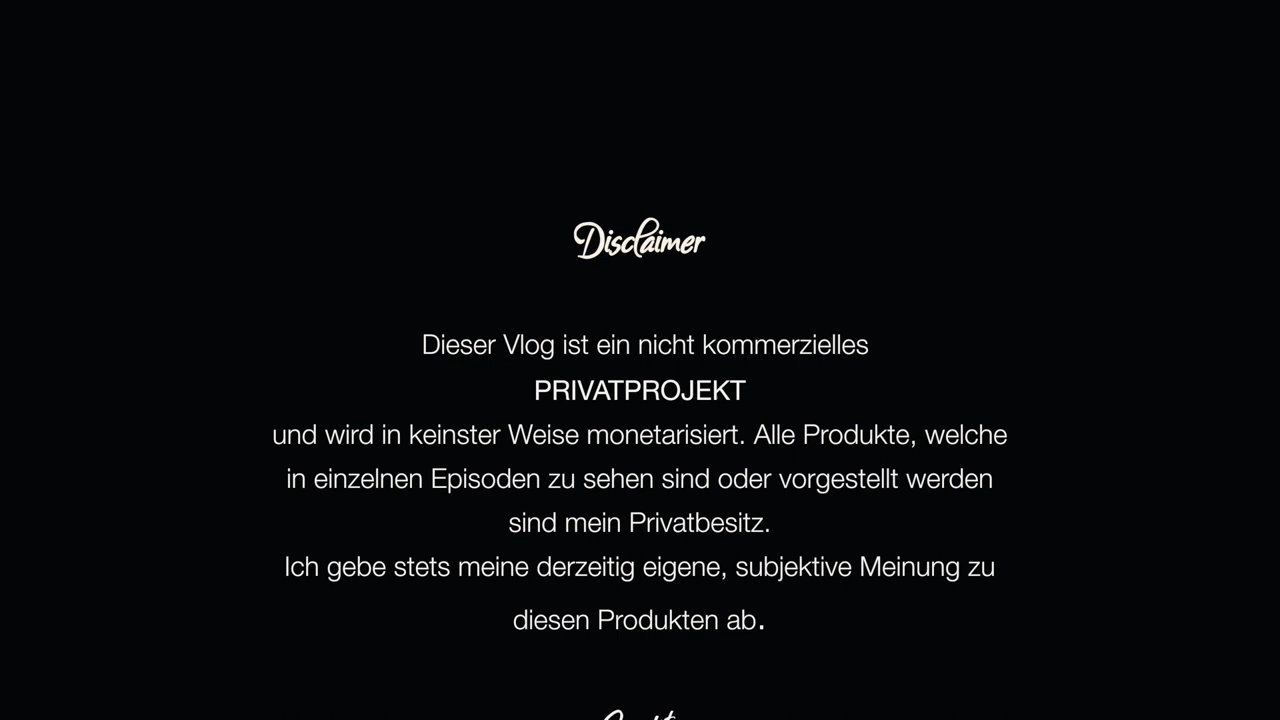 Disclaimer
Dieser Vlog ist ein nicht kommerzielles
PRIVATPROJEKT
und wird in keinster Weise monetarisiert. Alle Produkte, welche
in einzelnen Episoden zu sehen sind oder vorgestellt werden
sind mein Privatbesitz.
Ich gebe stets meine derzeitig eigene, subjektive Meinung zu
diesen Produkten ab.